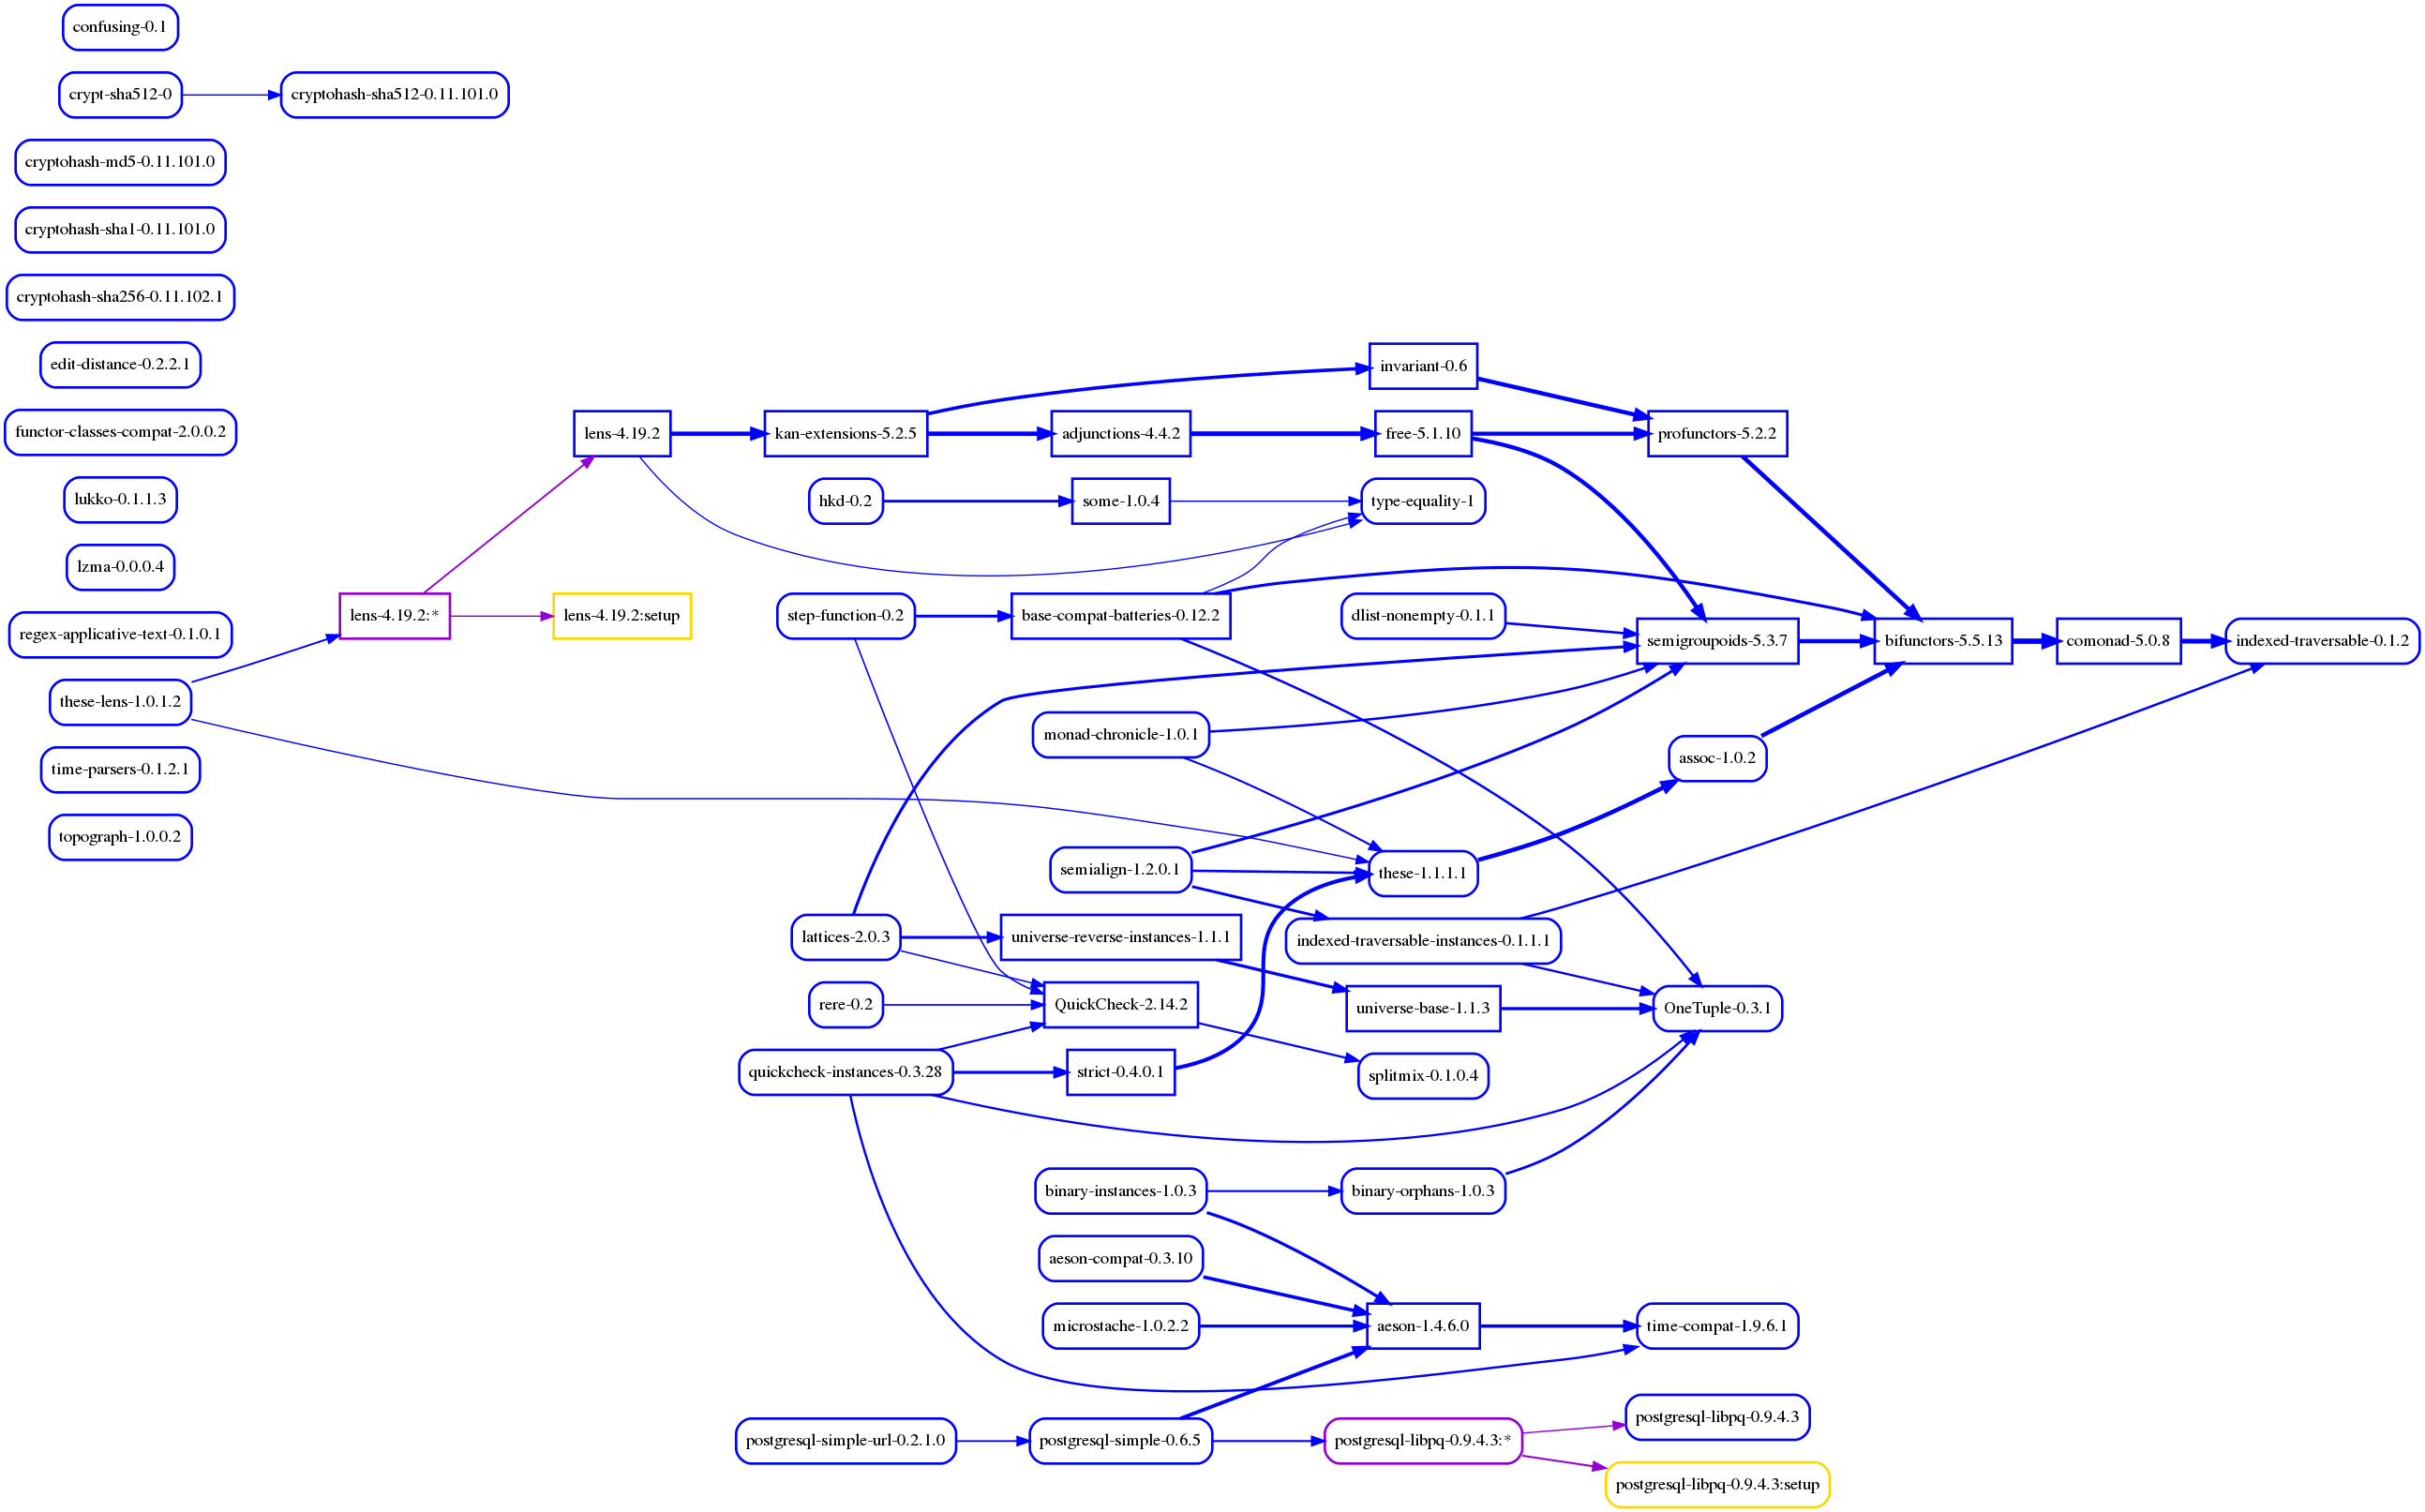 confusing-0.1
crypt-sha512-0
cryptohash-sha512-0.11.101.0
cryptohash-md5-0.11.101.0
cryptohash-sha1-0.11.101.0
cryptohash-sha256-0.11.102.1
edit-distance-0.2.2.1
functor-classes-compat-2.0.0.2
lukko-0.1.1.3
lzma-0.0.0.4
regex-applicative-text-0.1.0.1
these-lens-1.0.1.2
time-parsers-0.1.2.1
topograph-1.0.0.2
lens-4.19.2:*
lens-4.19.2
lens-4.19.2:setup
kan-extensions-5.2.5
hkd-0.2
step-function-0.2
lattices-2.0.3
rere-0.2
quickcheck-instances-0.3.28
postgresql-simple-url-0.2.1.0
adjunctions-4.4.2
some-1.0.4
base-compat-batteries-0.12.2
monad-chronicle-1.0.1
semialign-1.2.0.1
universe-reverse-instances-1.1.1
QuickCheck-2.14.2
strict-0.4.0.1
binary-instances-1.0.3
aeson-compat-0.3.10
microstache-1.0.2.2
postgresql-simple-0.6.5
invariant-0.6
free-5.1.10
type-equality-1
dlist-nonempty-0.1.1
these-1.1.1.1
indexed-traversable-instances-0.1.1.1
universe-base-1.1.3
splitmix-0.1.0.4
binary-orphans-1.0.3
aeson-1.4.6.0
postgresql-libpq-0.9.4.3:*
profunctors-5.2.2
semigroupoids-5.3.7
assoc-1.0.2
OneTuple-0.3.1
time-compat-1.9.6.1
postgresql-libpq-0.9.4.3
postgresql-libpq-0.9.4.3:setup
bifunctors-5.5.13
comonad-5.0.8
indexed-traversable-0.1.2